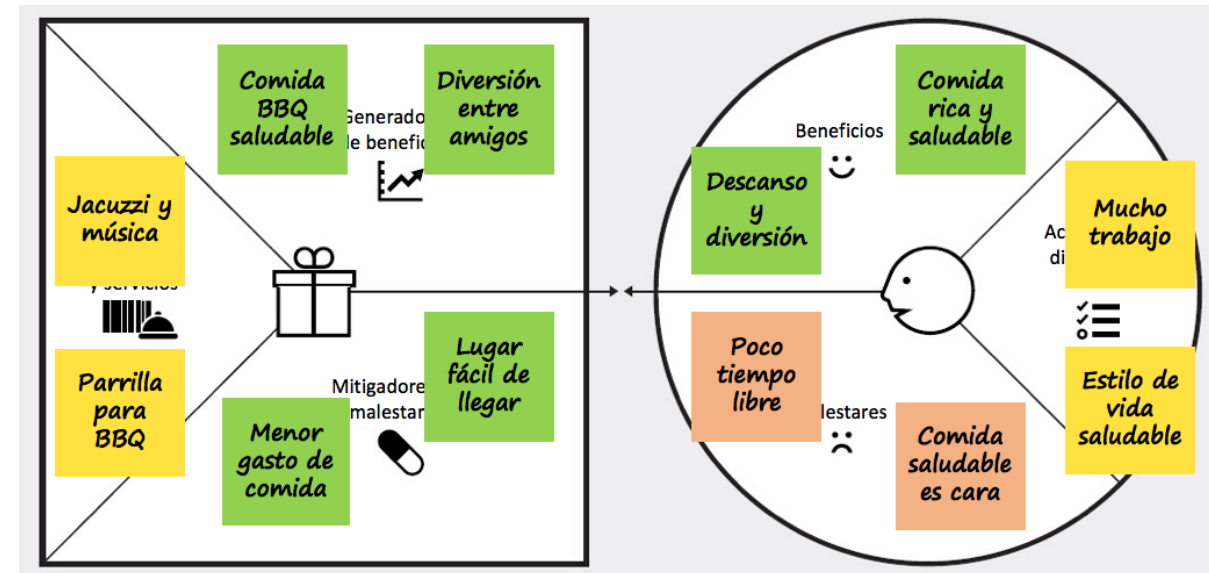 Comida
BBQ
saludable
Diversión
entre
amigos
Generado
de benefic
Jacuzzi y
música
y servicios
Parrilla
para
BBQ
Mitigadore
malestar
Menor
gasto de
comida
Lugar
fácil de
llegar
Beneficios
Comida
rica y
saludable
Descanso
y
diversión
Mucho
trabajo
Ac
di
Poco
tiempo
libre
lestares
Comida
saludable
es cara
Estilo de
vida
saludable